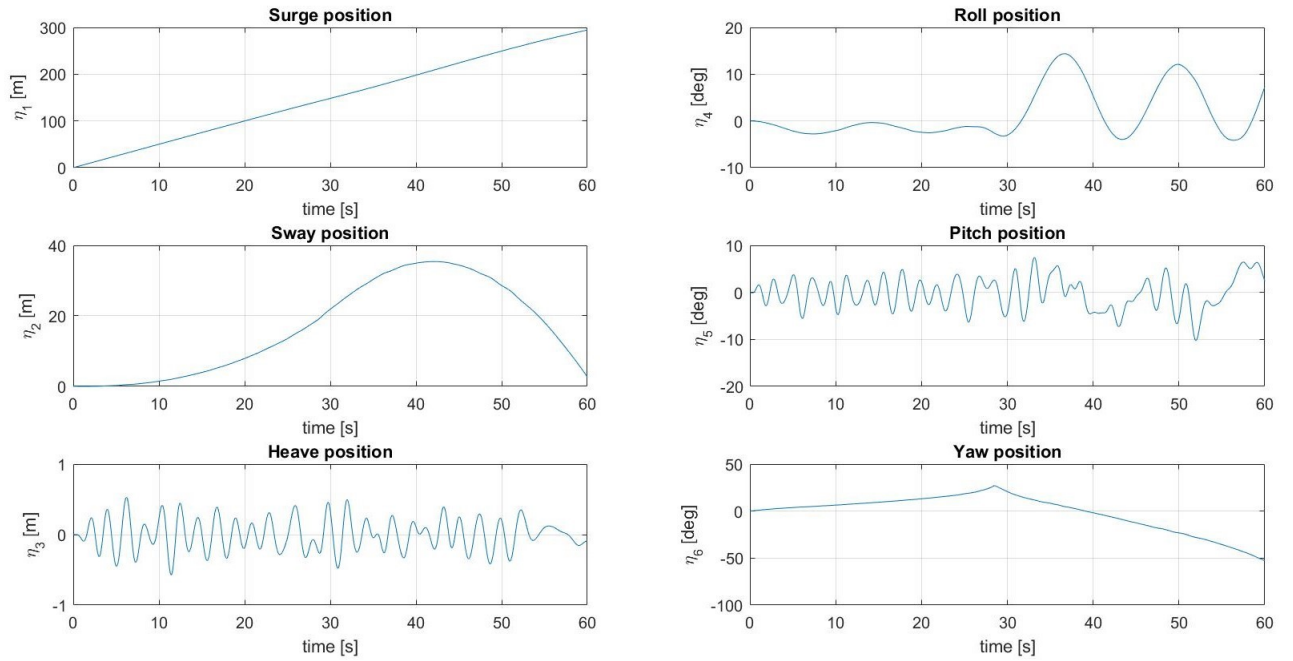 Surge position
300
200
100
0
η1 [m]
0 10 20 30 40 50 60
time [s]
Roll position
20
10
0
-10
η4 [deg]
0 10 20 30 40 50 60
time [s]
Sway position
40
20
0
η2 [m]
0 10 20 30 40 50 60
time [s]
Pitch position
10
0
-10
-20
η5 [deg]
0 10 20 30 40 50 60
time [s]
Heave position
1
0
-1
η3 [m]
0 10 20 30 40 50 60
time [s]
Yaw position
50
0
-50
-100
η6 [deg]
0 10 20 30 40 50 60
time [s]